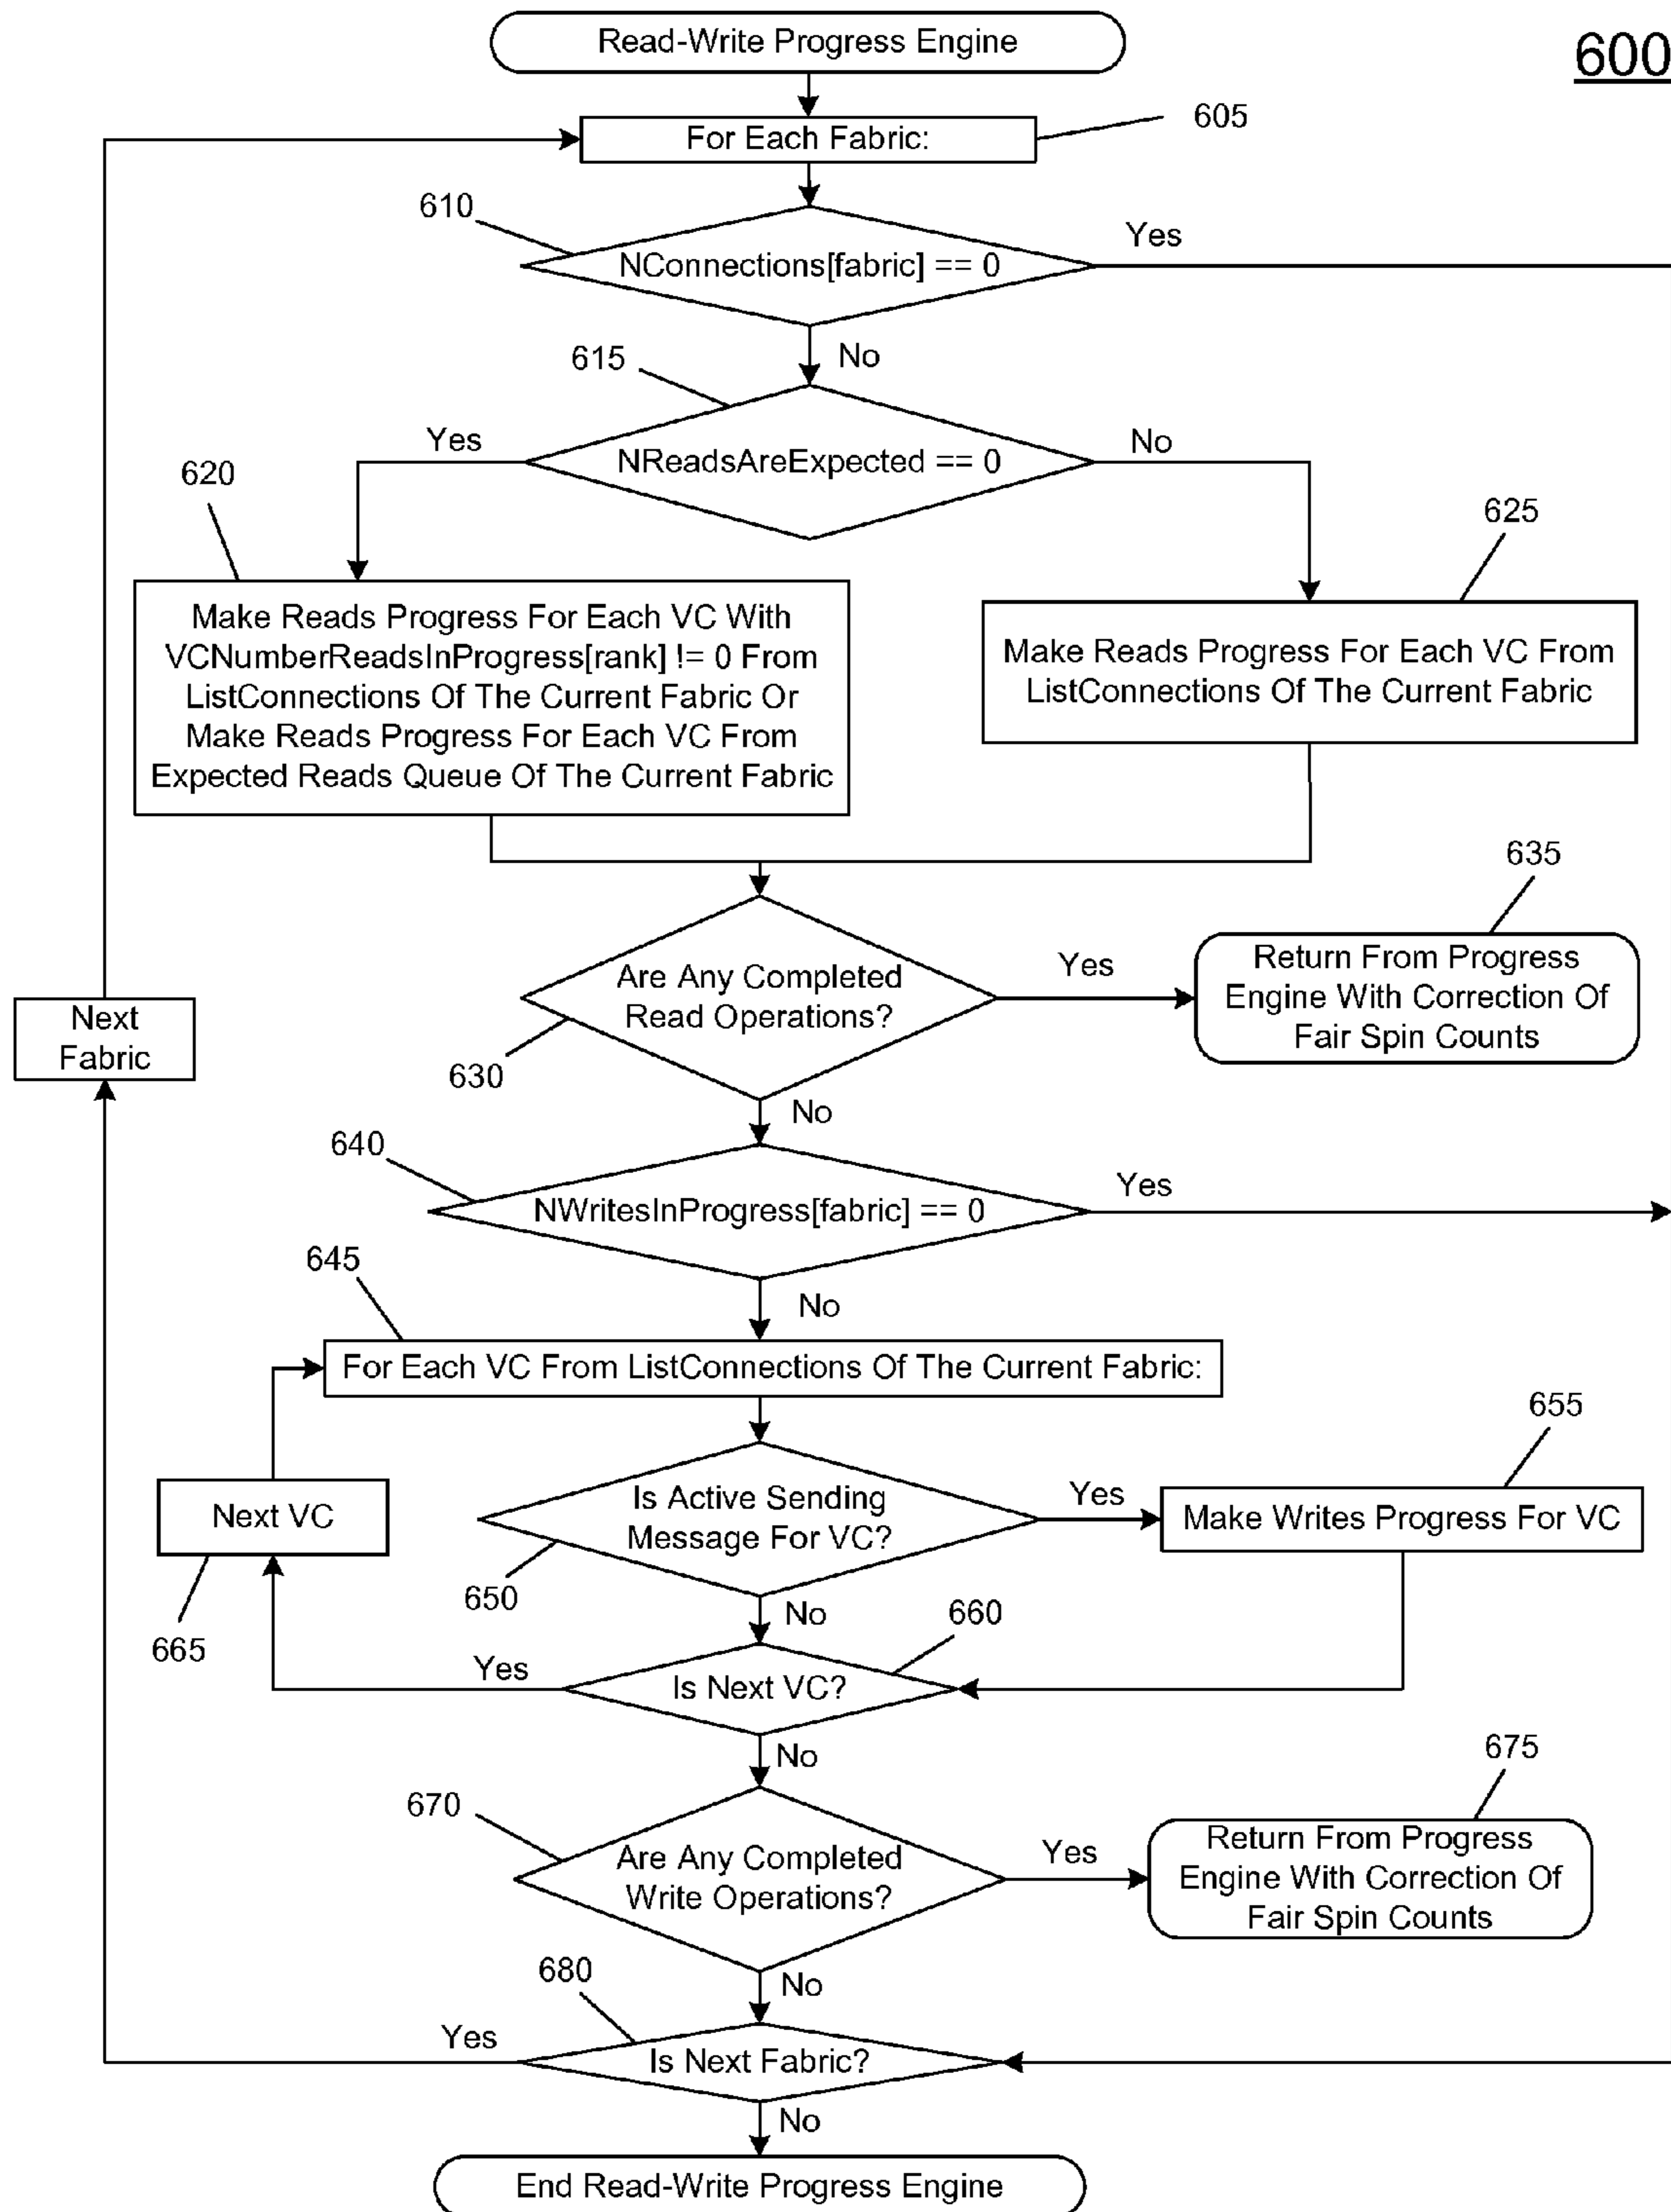 Read-Write Progress Engine
600
For Each Fabric:
605
610
NConnections[fabric] == 0
Yes
No
615
NReadsAreExpected == 0
Yes
No
620
625
Make Reads Progress For Each VC With
VCNumberReadsInProgress[rank] != 0 From
ListConnections Of The Current Fabric Or
Make Reads Progress For Each VC From
Expected Reads Queue Of The Current Fabric
Make Reads Progress For Each VC From
ListConnections Of The Current Fabric
635
Are Any Completed
Read Operations?
Yes
Return From Progress
Engine With Correction Of
Fair Spin Counts
Next
Fabric
630
No
640
NWritesInProgress[fabric] == 0
Yes
No
645
For Each VC From ListConnections Of The Current Fabric:
655
Next VC
Is Active Sending
Message For VC?
Yes
Make Writes Progress For VC
650
No
660
665
Yes
Is Next VC?
No
675
670
Are Any Completed
Write Operations?
Yes
Return From Progress
Engine With Correction Of
Fair Spin Counts
No
680
Yes
Is Next Fabric?
No
End Read-Write Progress Engine